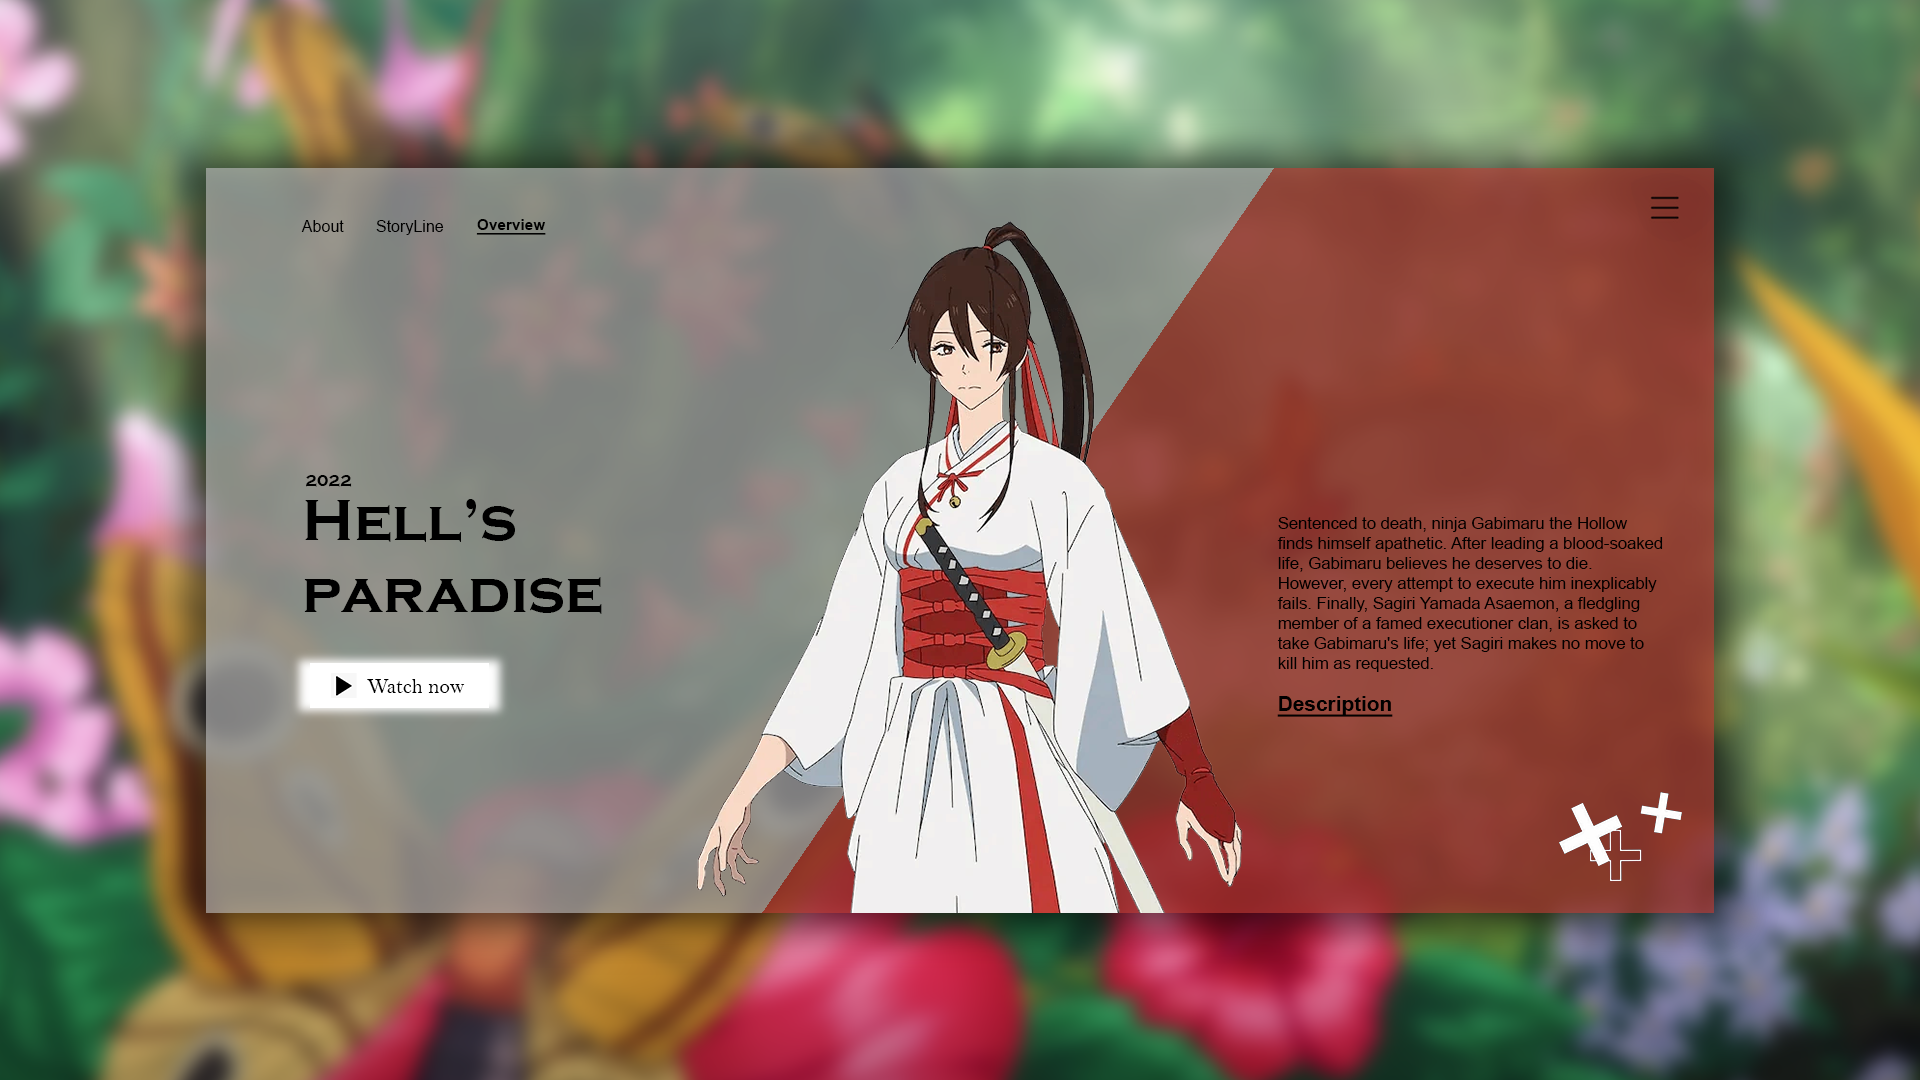 About StoryLine Overview
2022
Hell's
paradise
Watch now
Sentenced to death, ninja Gabimaru the Hollow
finds himself apathetic. After leading a blood-soaked
life, Gabimaru believes he deserves to die.
However, every attempt to execute him inexplicably
fails. Finally, Sagiri Yamada Asaemon, a fledgling
member of a famed executioner clan, is asked to
take Gabimaru's life; yet Sagiri makes no move to
kill him as requested.
Description